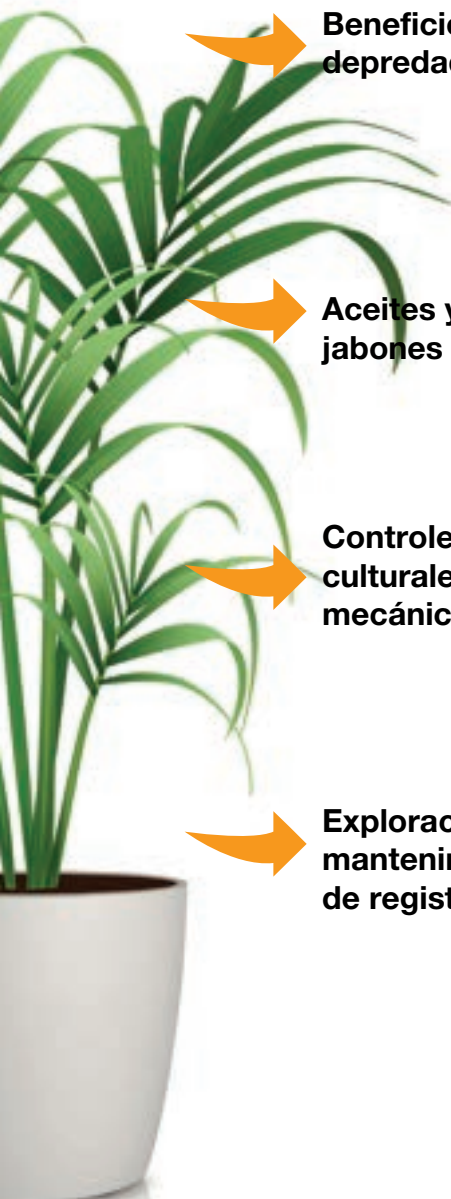 Beneficio
depredad
Aceites y
jabones
Controle
culturale
mecánic
Explorac
mantenim
de regist